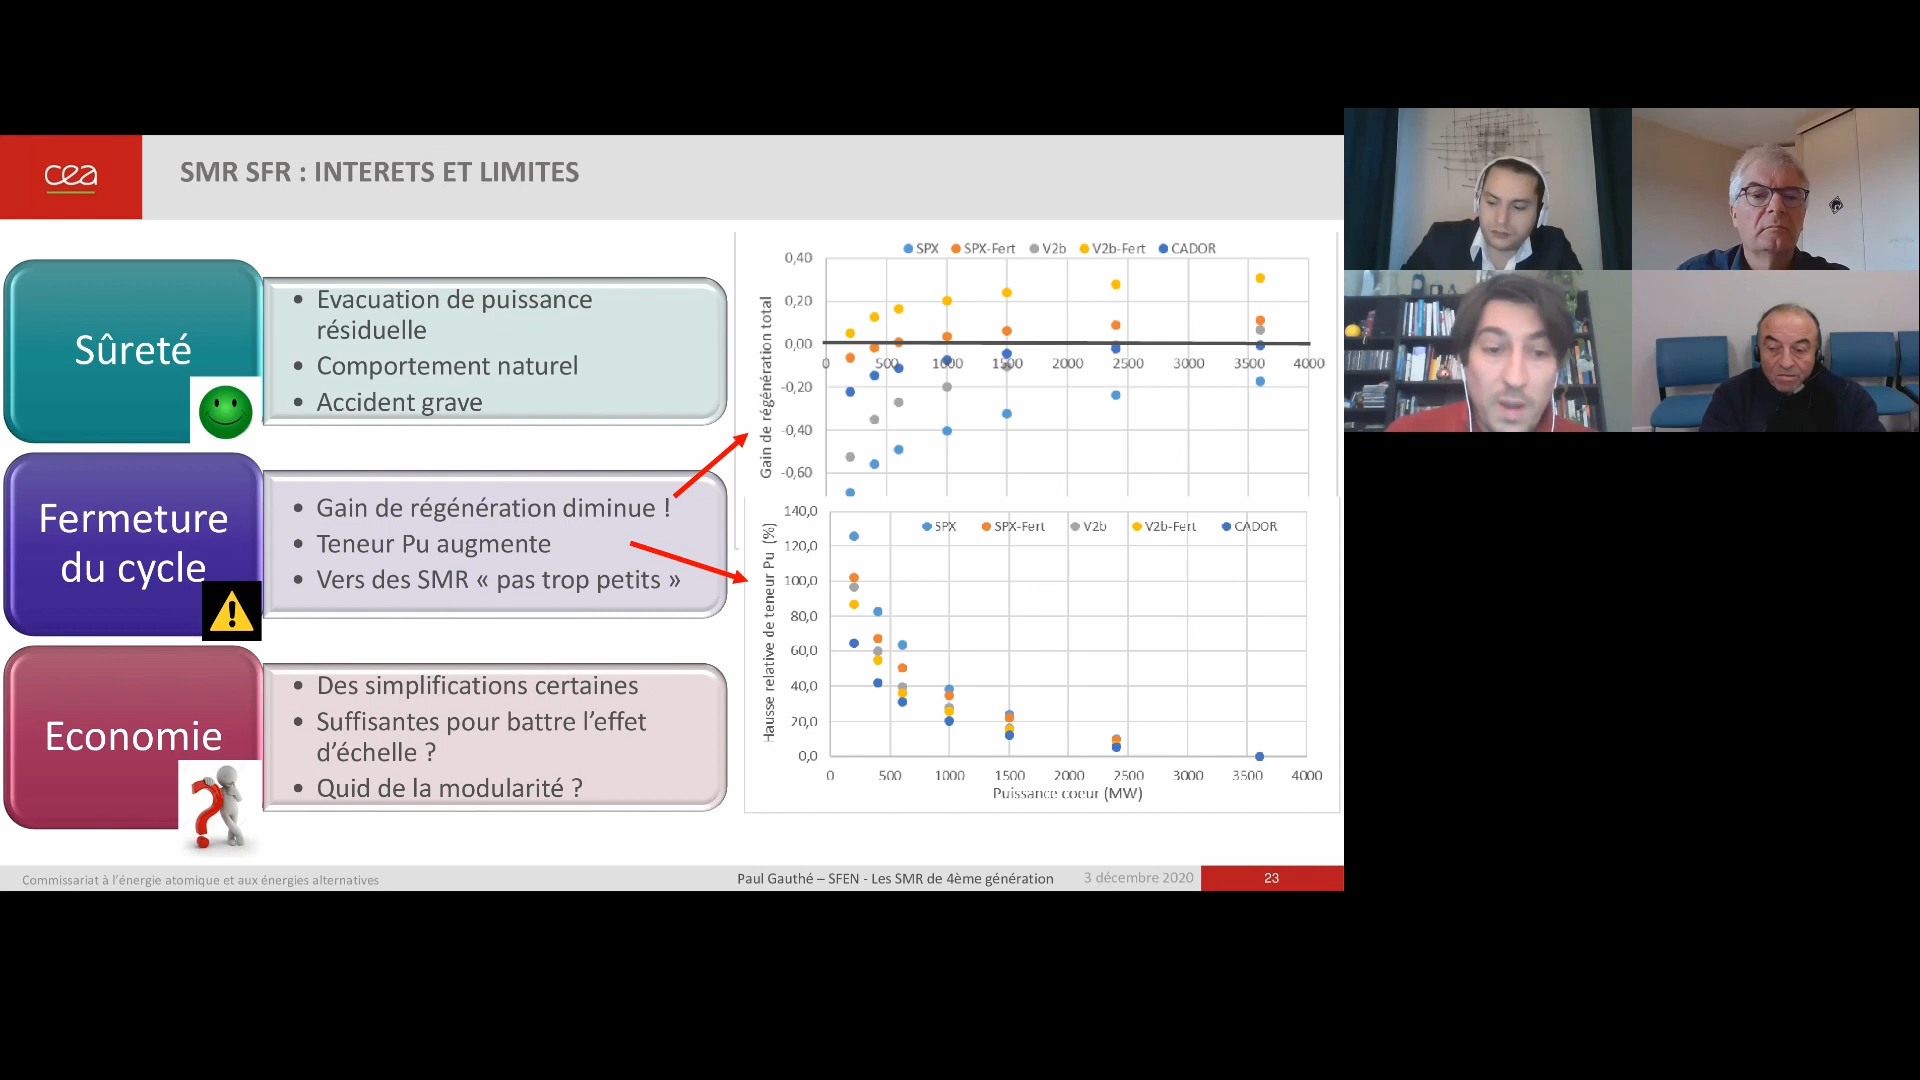 cea
SMR SFR : INTERETS ET LIMITES
Sûreté
• Evacuation de puissance
résiduelle
• Comportement naturel
• Accident grave
Fermeture
du cycle
• Gain de régénération diminue !
• Teneur Pu augmente
• Vers des SMR « pas trop petits »
Economie
• Des simplifications certaines
• Suffisantes pour battre l’effet
d’échelle ?
• Quid de la modularité ?
SPX SPX-Fert V2b V2b-Fert CADOR
Gain de régénération total
0,40
0,20
0,00
-0,20
-0,40
-0,60
0 500 1000 1500 2000 2500 3000 3500 4000
SPX SPX-Fert V2b V2b-Fert CADOR
Hausse relative de teneur Pu (%)
140,0
120,0
100,0
80,0
60,0
40,0
20,0
0,0
0 500 1000 1500 2000 2500 3000 3500 4000
Puissance coeur (MW)
Commissariat à l’énergie atomique et aux énergies alternatives
Paul Gauthé – SFEN - Les SMR de 4ème génération
3 décembre 2020
23